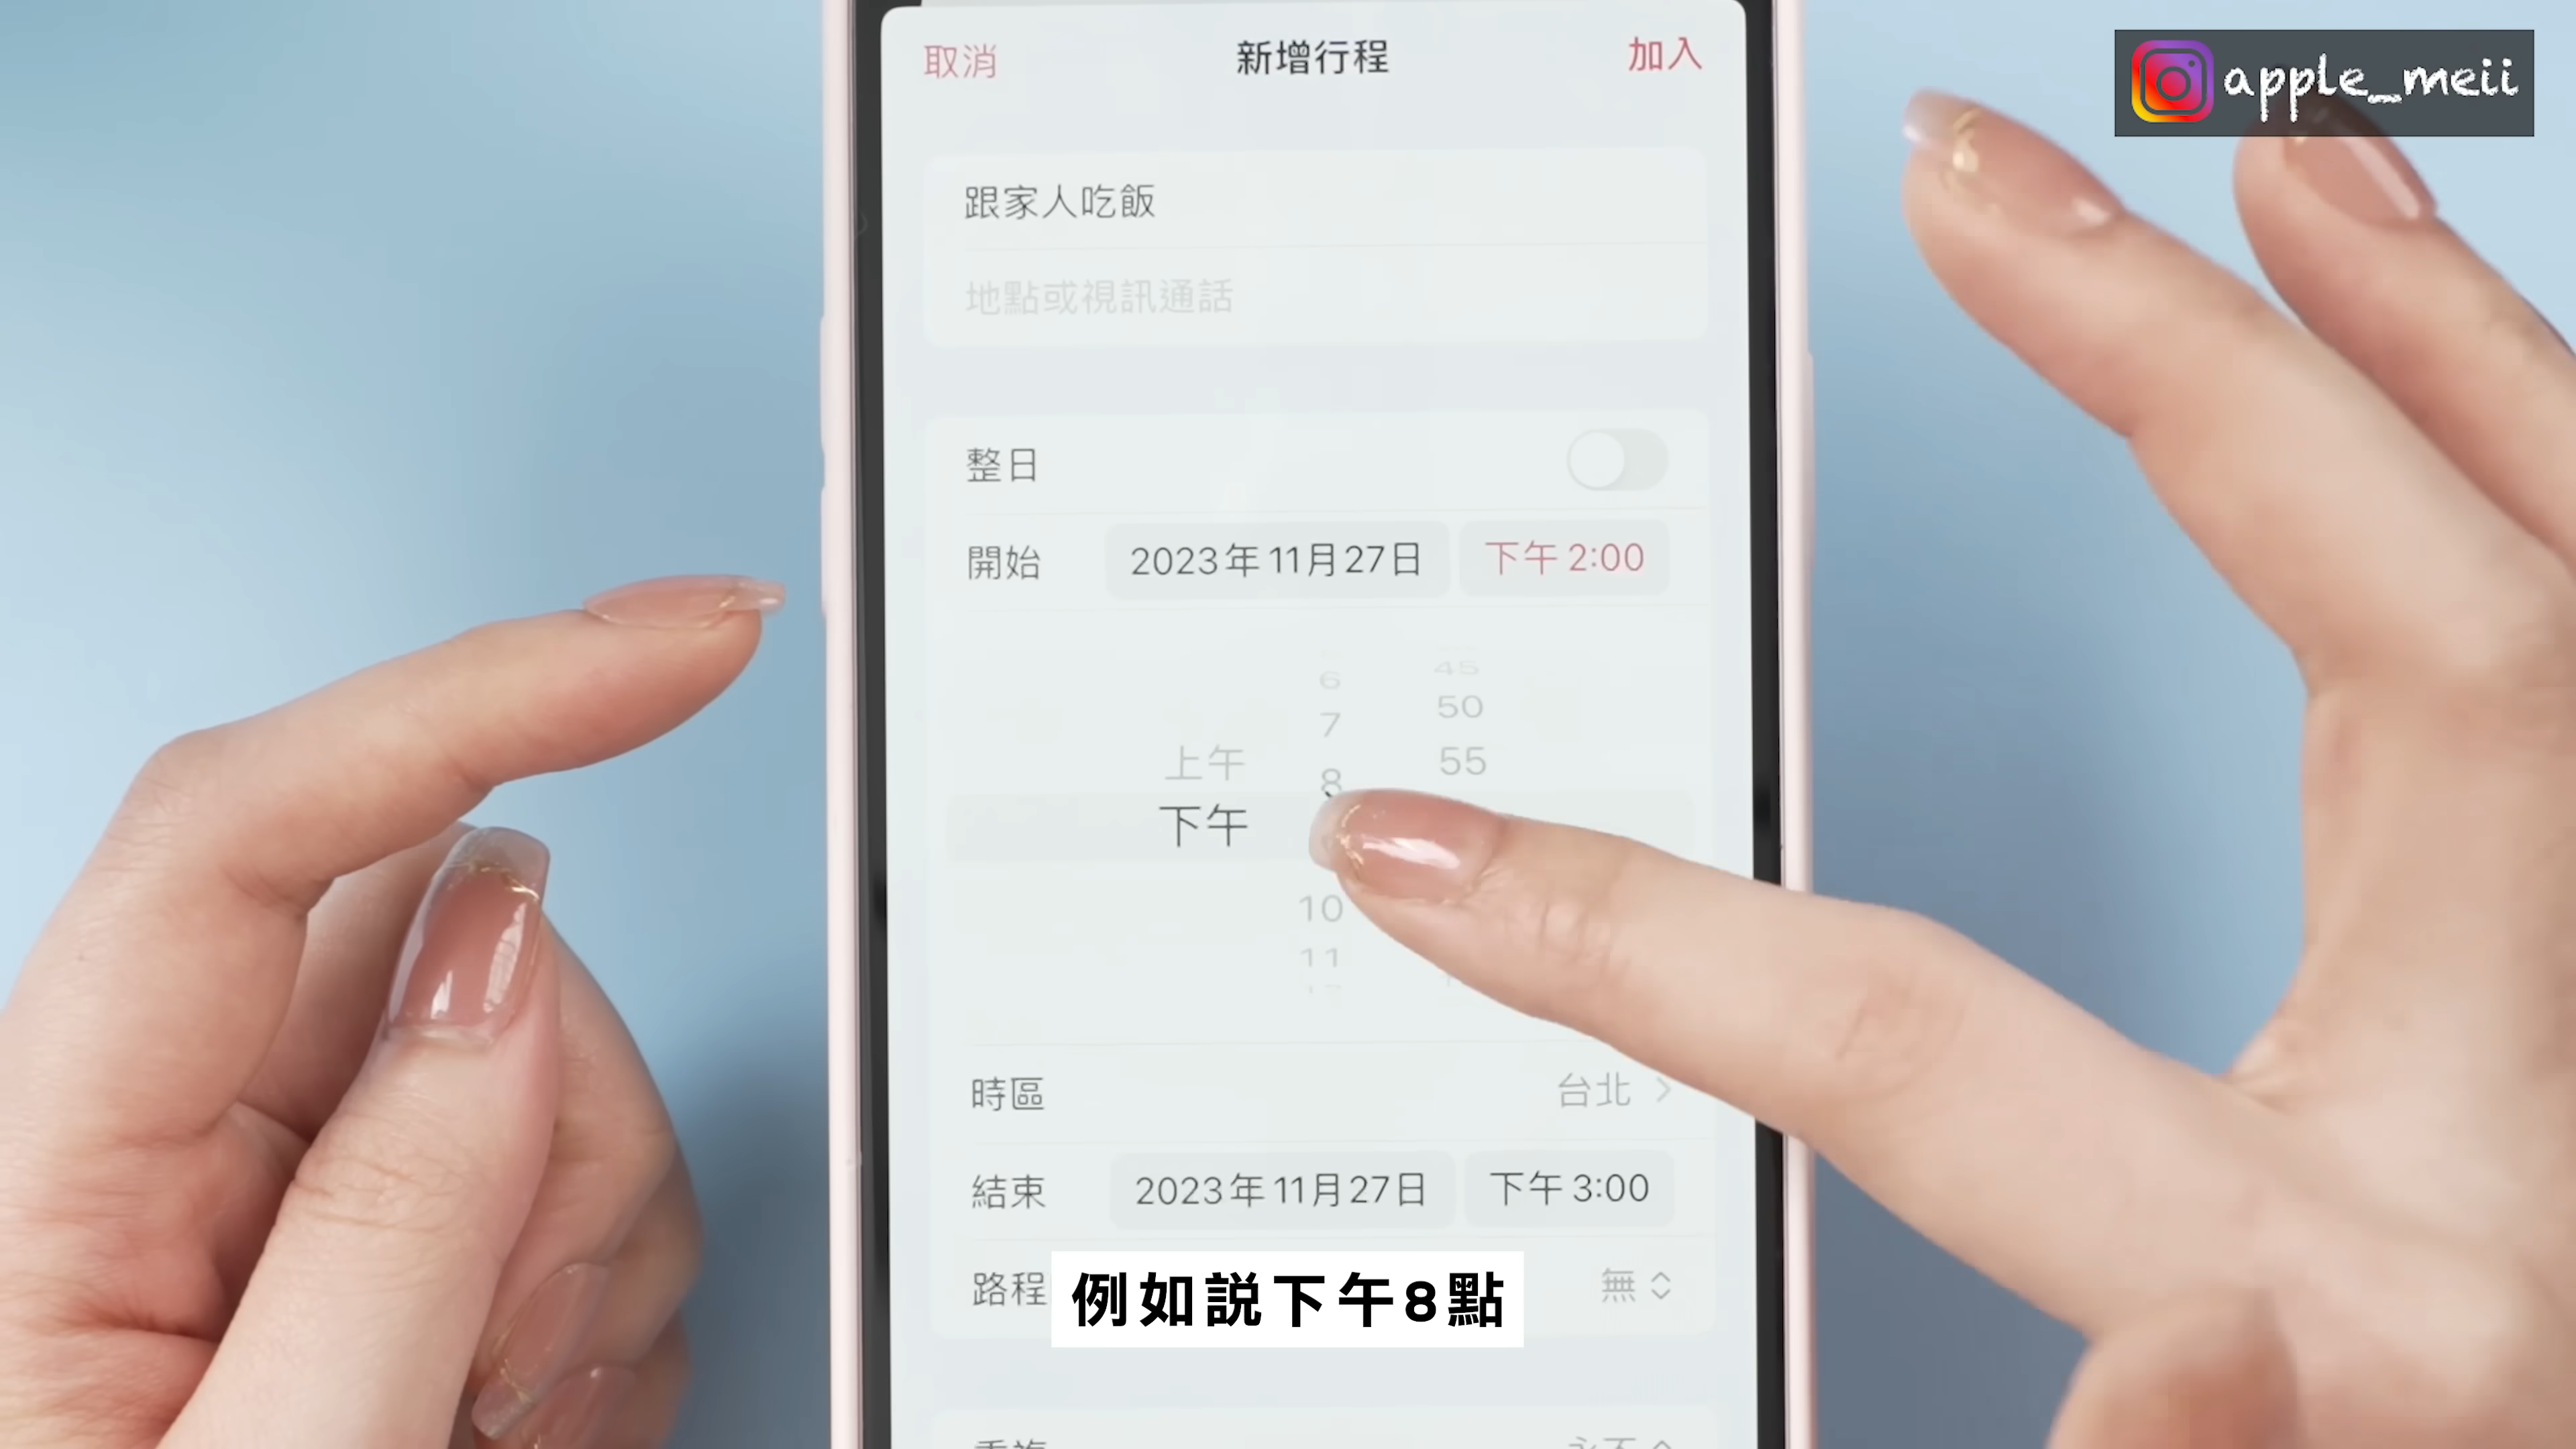 apple_meii
取消 新增行程 加入
跟家人吃飯
地點或視訊通話
整日
開始 2023年11月27日 下午 2:00
6 45
7 50
上午 8 55
下午
10
11
時區 台北
結束 2023年11月27日 下午 3:00
路程 無
例如説下午8點